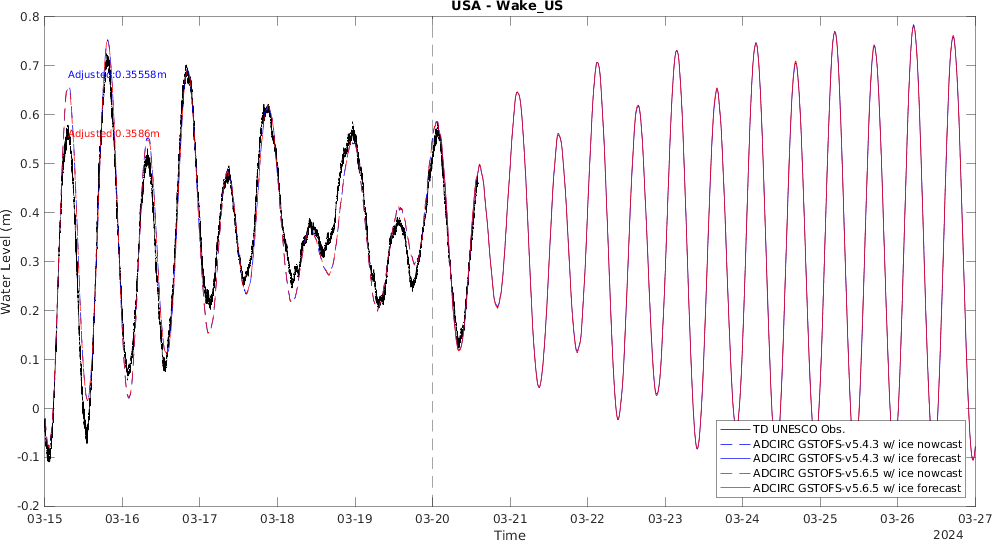 USA - Wake_US
0.8
0.7
0.6
0.5
0.4
0.3
0.2
0.1
0
-0.1
-0.2
Water Level (m)
Adjusted:0.35558m
Adjusted:0.3586m
TD UNESCO Obs.
ADCIRC GSTOFS-v5.4.3 w/ ice nowcast
ADCIRC GSTOFS-v5.4.3 w/ ice forecast
ADCIRC GSTOFS-v5.6.5 w/ ice nowcast
ADCIRC GSTOFS-v5.6.5 w/ ice forecast
03-15 03-16 03-17 03-18 03-19 03-20 03-21 03-22 03-23 03-24 03-25 03-26 03-27
Time
2024